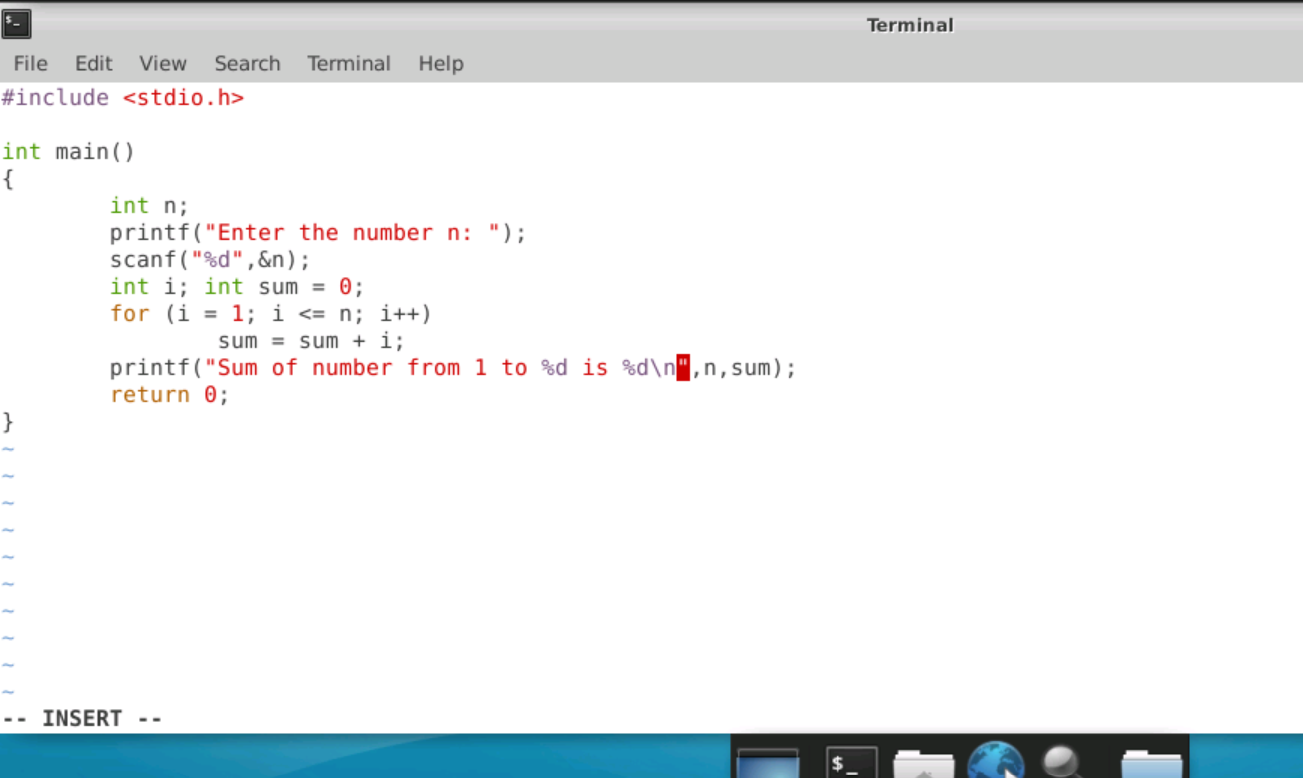 Terminal
File Edit View Search Terminal Help
#include <stdio.h>
int main()
{
        int n;
        printf("Enter the number n: ");
        scanf("%d",&n);
        int i; int sum = 0;
        for (i = 1; i <= n; i++)
                sum = sum + i;
        printf("Sum of number from 1 to %d is %d\n",n,sum);
        return 0;
}
~
~
~
~
~
~
~
~
~
~
-- INSERT --
$_